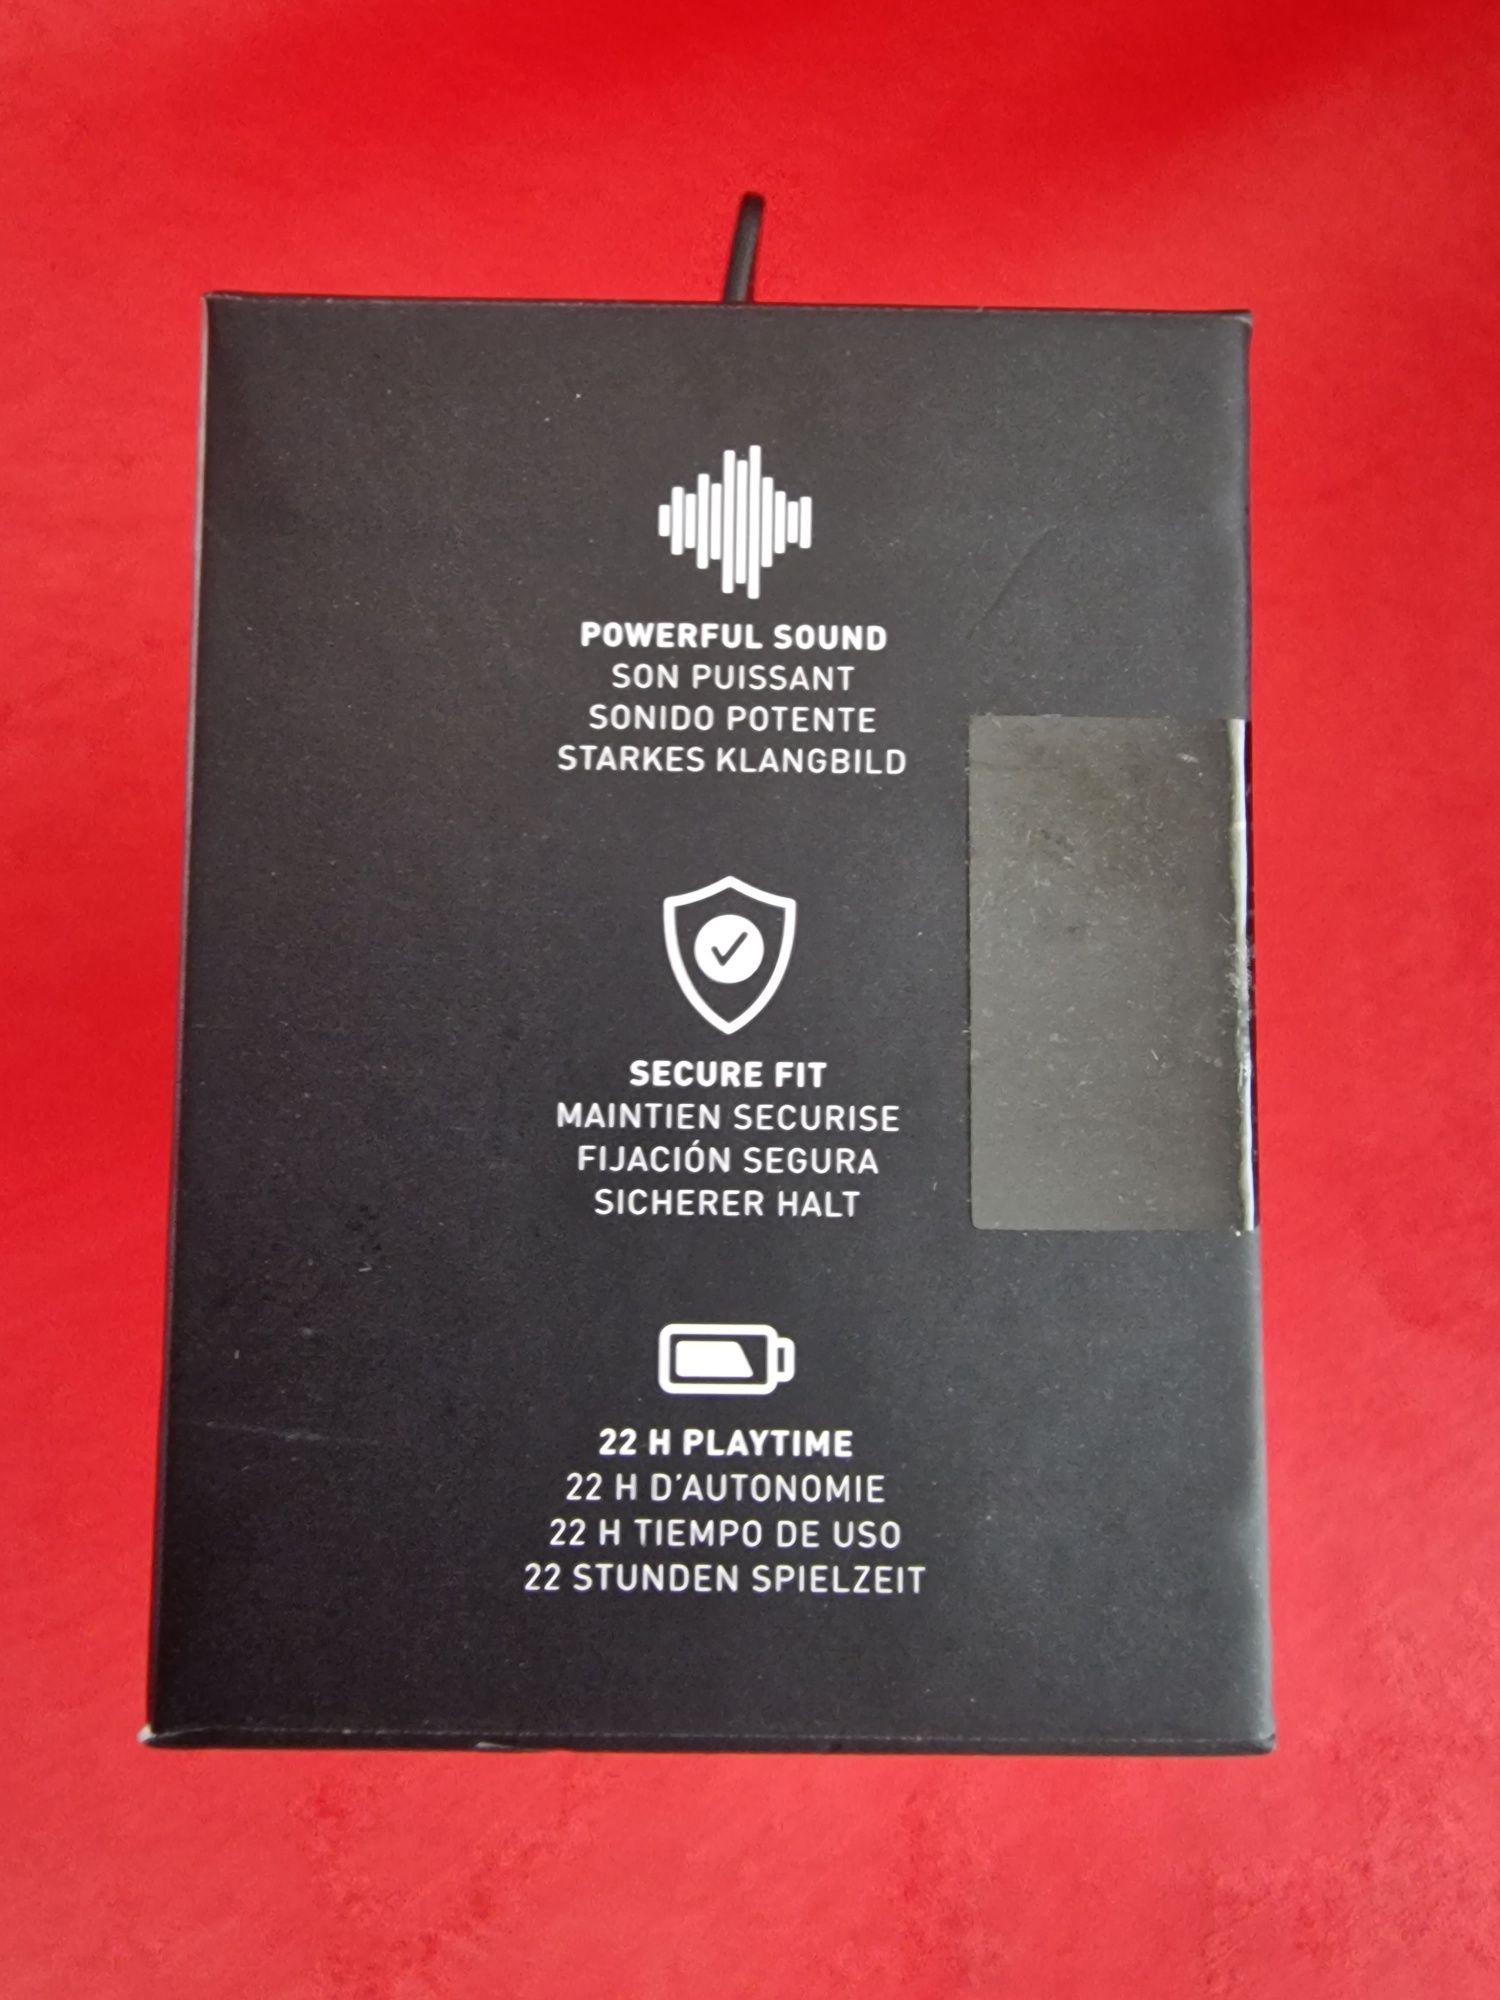 POWERFUL SOUND
SON PUISSANT
SONIDO POTENTE
STARKES KLANGBILD
SECURE FIT
MAINTIEN SECURISE
FIJACIÓN SEGURA
SICHERER HALT
22 H PLAYTIME
22 H D'AUTONOMIE
22 H TIEMPO DE USO
22 STUNDEN SPIELZEIT